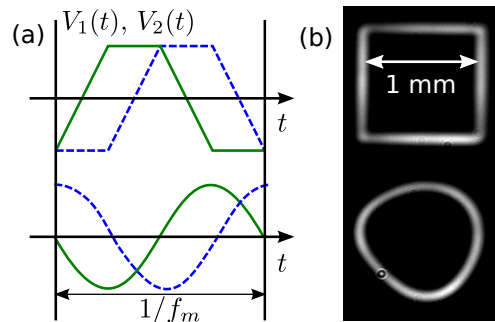 (a)
V₁(t), V₂(t)
t
t
1/fₘ
(b)
1 mm